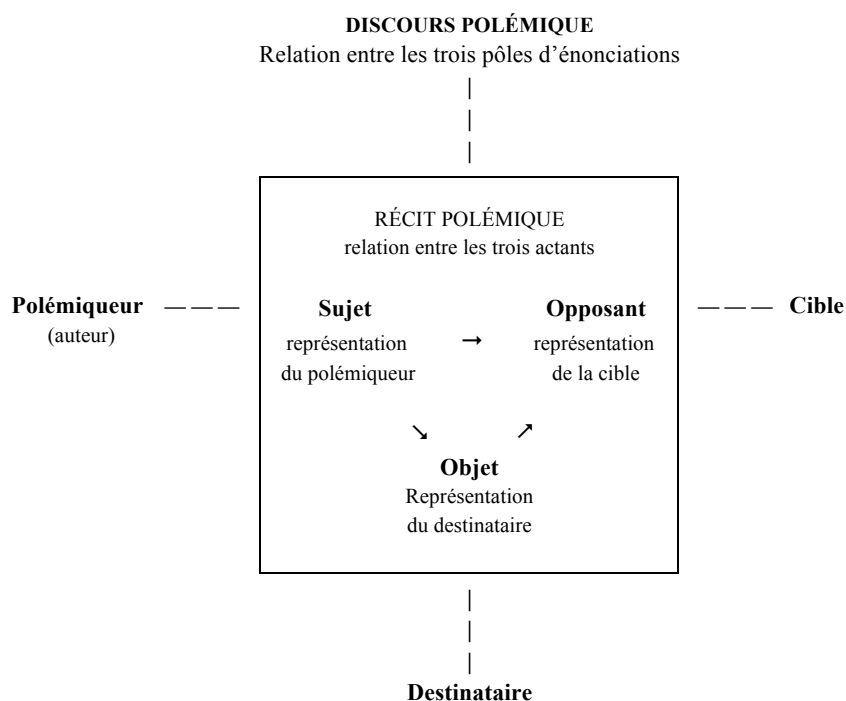 DISCOURS POLÉMIQUE
Relation entre les trois pôles d’énonciations
RÉCIT POLÉMIQUE
relation entre les trois actants
Polémiqueur
(auteur)
Sujet
représentation
du polémiqueur
Opposant
représentation
de la cible
Cible
Objet
Représentation
du destinataire
Destinataire